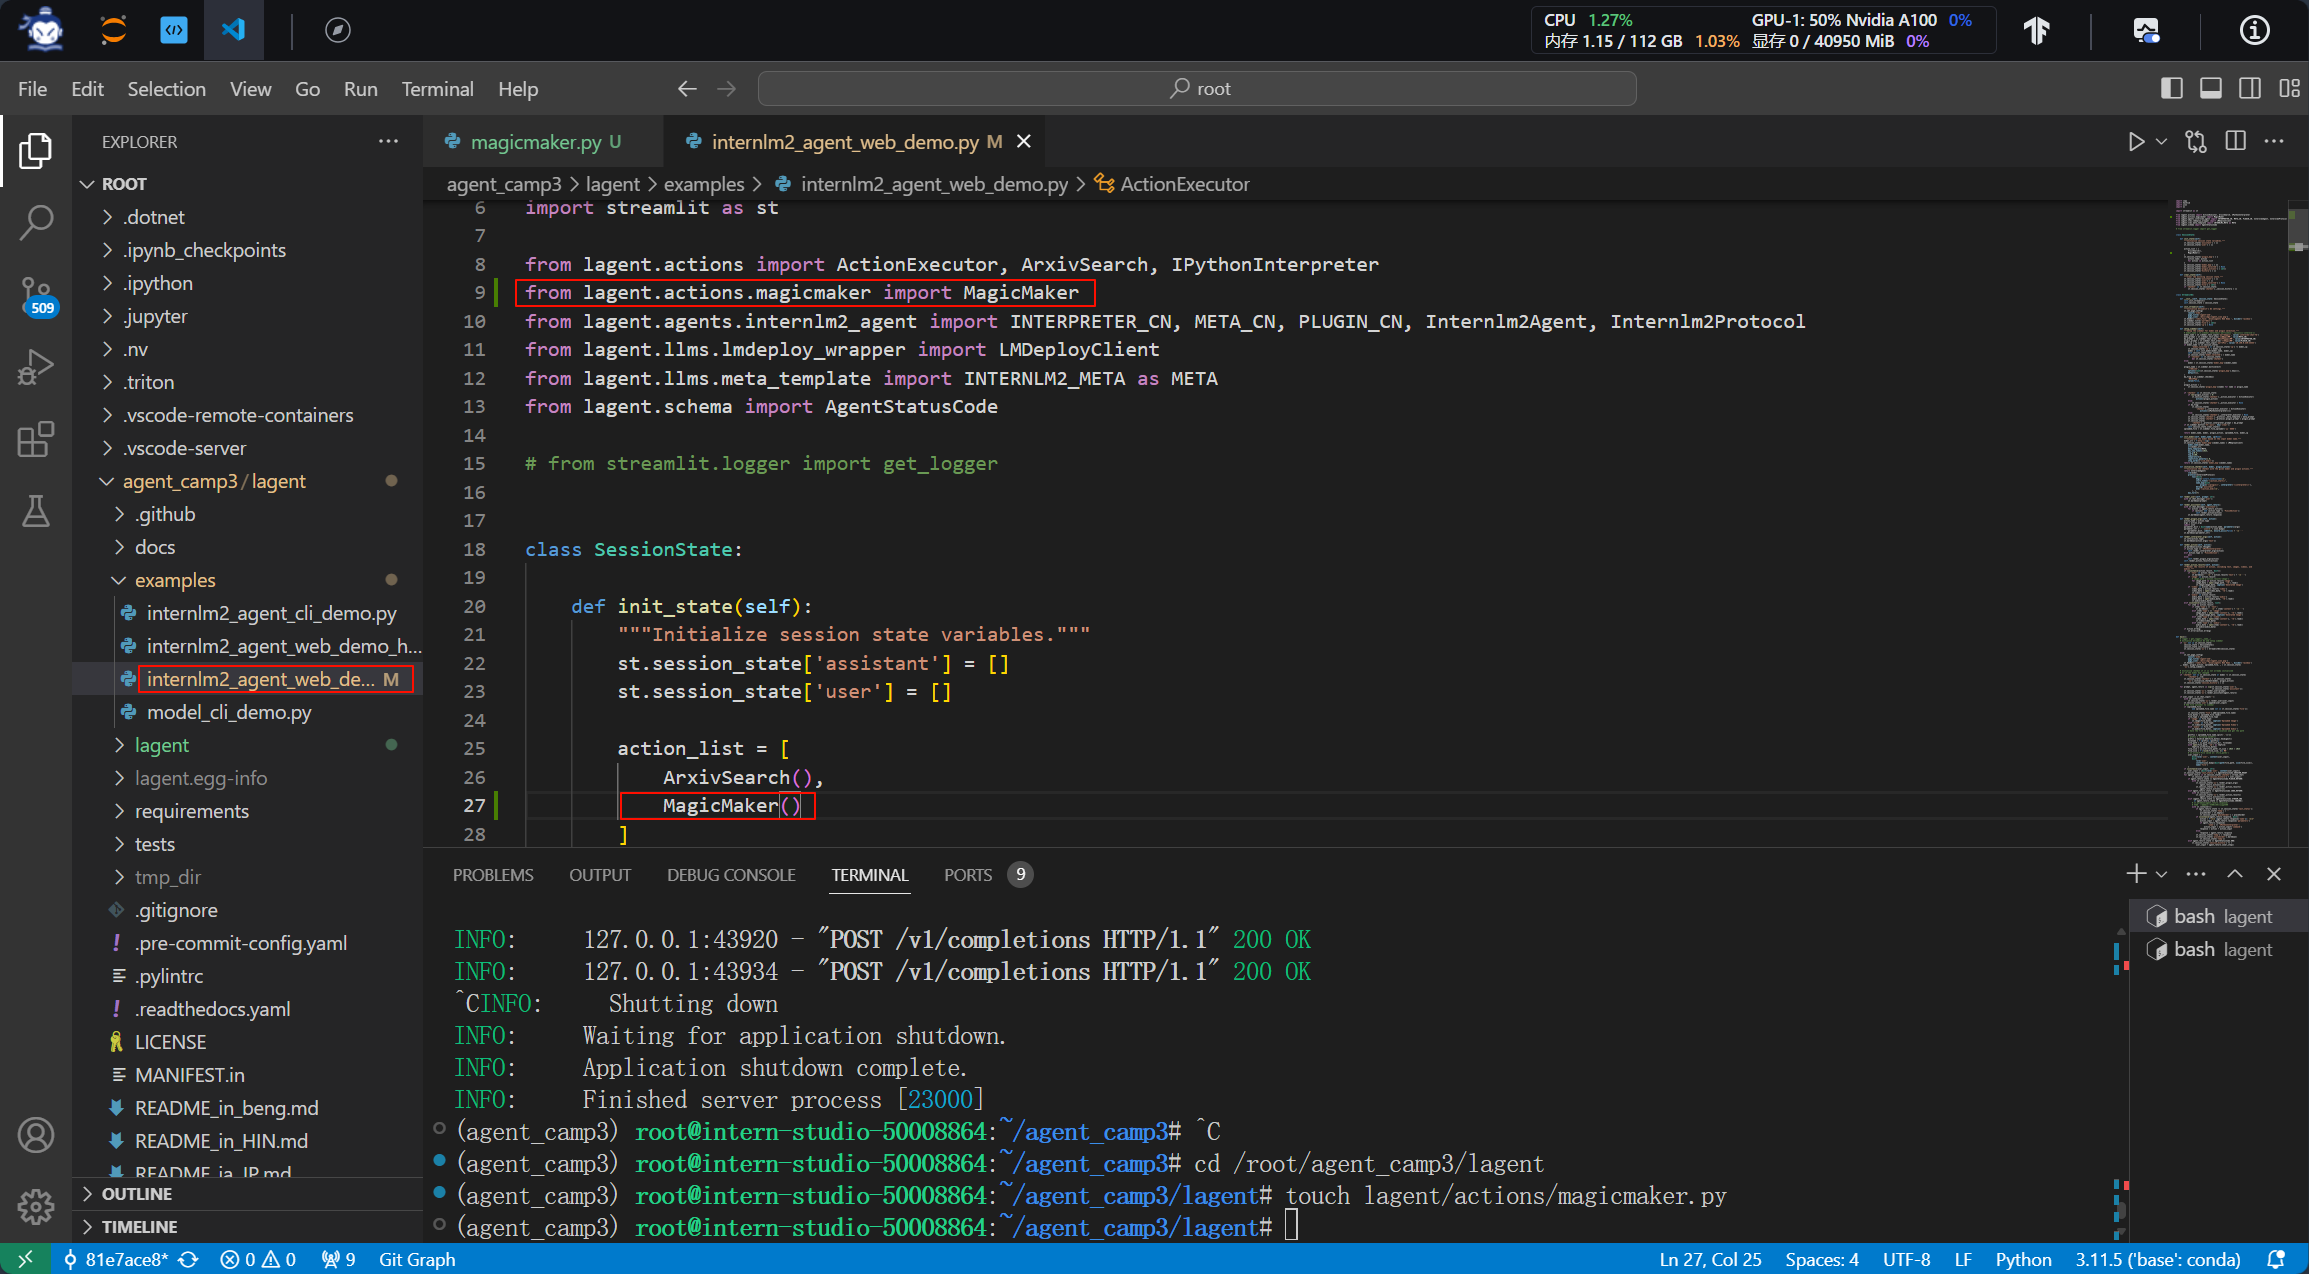 CPU 1.27% GPU-1: 50% Nvidia A100 0%
内存 1.15 / 112 GB 1.03% 显存 0 / 40950 MiB 0%
File Edit Selection View Go Run Terminal Help root
EXPLORER
ROOT
.dotnet
.ipynb_checkpoints
.ipython
.jupyter
.nv
.triton
.vscode-remote-containers
.vscode-server
agent_camp3 / lagent
.github
docs
examples
internlm2_agent_cli_demo.py
internlm2_agent_web_demo_h...
internlm2_agent_web_de... M
model_cli_demo.py
lagent
lagent.egg-info
requirements
tests
tmp_dir
.gitignore
.pre-commit-config.yaml
.pylintrc
.readthedocs.yaml
LICENSE
MANIFEST.in
README_in_beng.md
README_in_HIN.md
README_ja_JP.md
OUTLINE
TIMELINE
509
magicmaker.py U internlm2_agent_web_demo.py M
agent_camp3 > lagent > examples > internlm2_agent_web_demo.py > ActionExecutor
6 import streamlit as st
7
8 from lagent.actions import ActionExecutor, ArxivSearch, IPythonInterpreter
9 from lagent.actions.magicmaker import MagicMaker
10 from lagent.agents.internlm2_agent import INTERPRETER_CN, META_CN, PLUGIN_CN, Internlm2Agent, Internlm2Protocol
11 from lagent.llms.lmdeploy_wrapper import LMDeployClient
12 from lagent.llms.meta_template import INTERNLM2_META as META
13 from lagent.schema import AgentStatusCode
14
15 # from streamlit.logger import get_logger
16
17
18 class SessionState:
19
20 def init_state(self):
21 """Initialize session state variables."""
22 st.session_state['assistant'] = []
23 st.session_state['user'] = []
24
25 action_list = [
26 ArxivSearch(),
27 MagicMaker()
28 ]
PROBLEMS OUTPUT DEBUG CONSOLE TERMINAL PORTS 9
INFO: 127.0.0.1:43920 - "POST /v1/completions HTTP/1.1" 200 OK
INFO: 127.0.0.1:43934 - "POST /v1/completions HTTP/1.1" 200 OK
^CINFO: Shutting down
INFO: Waiting for application shutdown.
INFO: Application shutdown complete.
INFO: Finished server process [23000]
(agent_camp3) root@intern-studio-50008864:~/agent_camp3# ^C
(agent_camp3) root@intern-studio-50008864:~/agent_camp3# cd /root/agent_camp3/lagent
(agent_camp3) root@intern-studio-50008864:~/agent_camp3/lagent# touch lagent/actions/magicmaker.py
(agent_camp3) root@intern-studio-50008864:~/agent_camp3/lagent#
bash lagent
bash lagent
81e7ace8* 0 0 9 Git Graph Ln 27, Col 25 Spaces: 4 UTF-8 LF Python 3.11.5 ('base': conda)